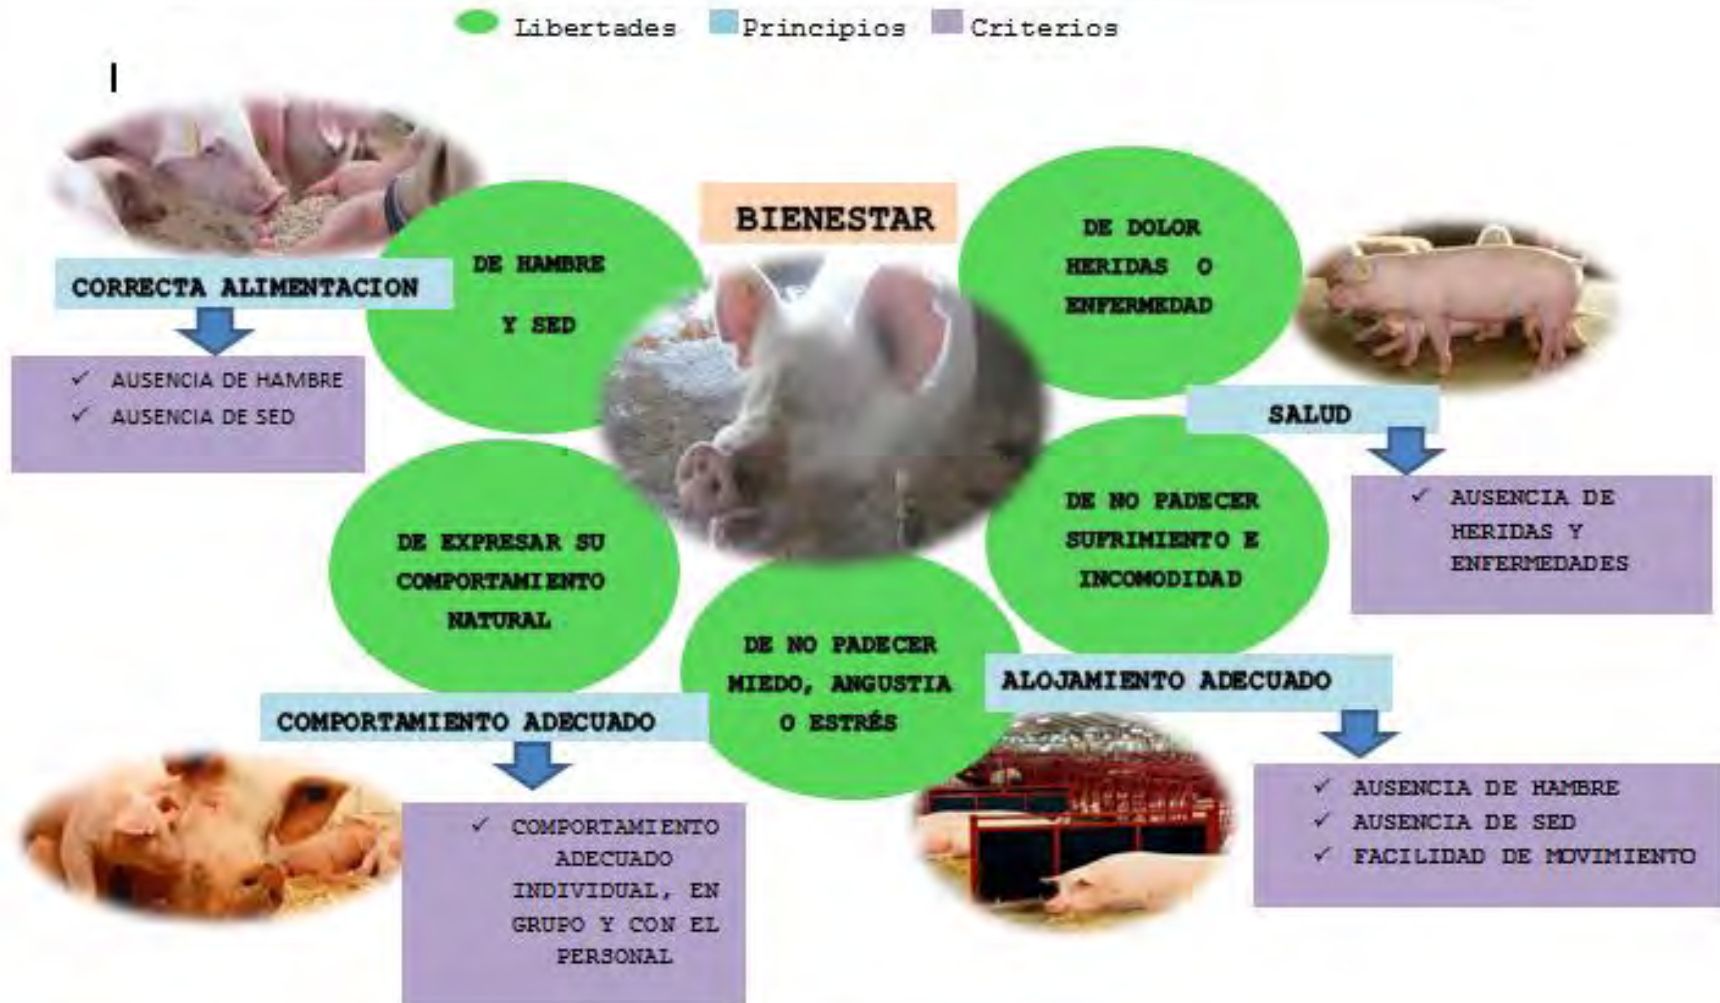 Libertades Principios Criterios
BIENESTAR
DE HAMBRE
Y SED
CORRECTA ALIMENTACION
✓ AUSENCIA DE HAMBRE
✓ AUSENCIA DE SED
DE DOLOR
HERIDAS O
ENFERMEDAD
SALUD
✓ AUSENCIA DE
HERIDAS Y
ENFERMEDADES
DE EXPRESAR SU
COMPORTAMIENTO
NATURAL
COMPORTAMIENTO ADECUADO
✓ COMPORTAMIENTO
ADECUADO
INDIVIDUAL, EN
GRUPO Y CON EL
PERSONAL
DE NO PADECER
MIEDO, ANGUSTIA
O ESTRÉS
DE NO PADECER
SUFRIMIENTO E
INCOMODIDAD
ALOJAMIENTO ADECUADO
✓ AUSENCIA DE HAMBRE
✓ AUSENCIA DE SED
✓ FACILIDAD DE MOVIMIENTO